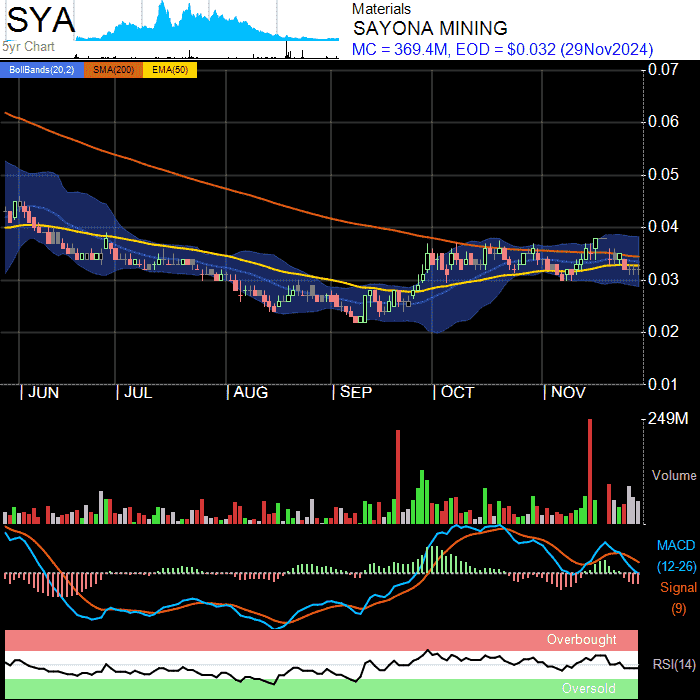 SYA
5yr Chart
Materials
SAYONA MINING
MC = 369.4M, EOD = $0.032 (29Nov2024)
BollBands(20,2) SMA(200) EMA(50)
0.07
0.06
0.05
0.04
0.03
0.02
0.01
JUN JUL AUG SEP OCT NOV
249M
Volume
MACD
(12-26)
Signal
(9)
Overbought
RSI(14)
Oversold